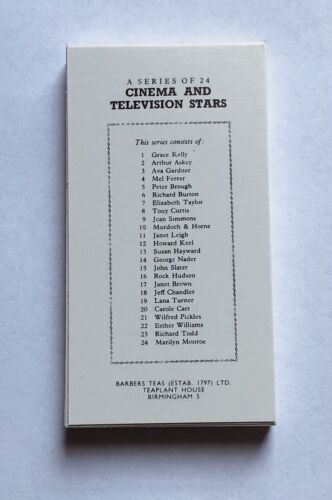 A SERIES OF 24
CINEMA AND
TELEVISION STARS
This series consists of:
1 Grace Kelly
2 Arthur Askey
3 Ava Gardner
4 Mel Ferrer
5 Peter Brough
6 Richard Burton
7 Elizabeth Taylor
8 Tony Curtis
9 Jean Simmons
10 Murdoch & Horne
11 Janet Leigh
12 Howard Keel
13 Susan Hayward
14 George Nader
15 John Slater
16 Rock Hudson
17 Janet Brown
18 Jeff Chandler
19 Lana Turner
20 Carole Carr
21 Wilfred Pickles
22 Esther Williams
23 Richard Todd
24 Marilyn Monroe
BARBERS TEAS (ESTAB. 1797) LTD.
TEAPLANT HOUSE
BIRMINGHAM 5